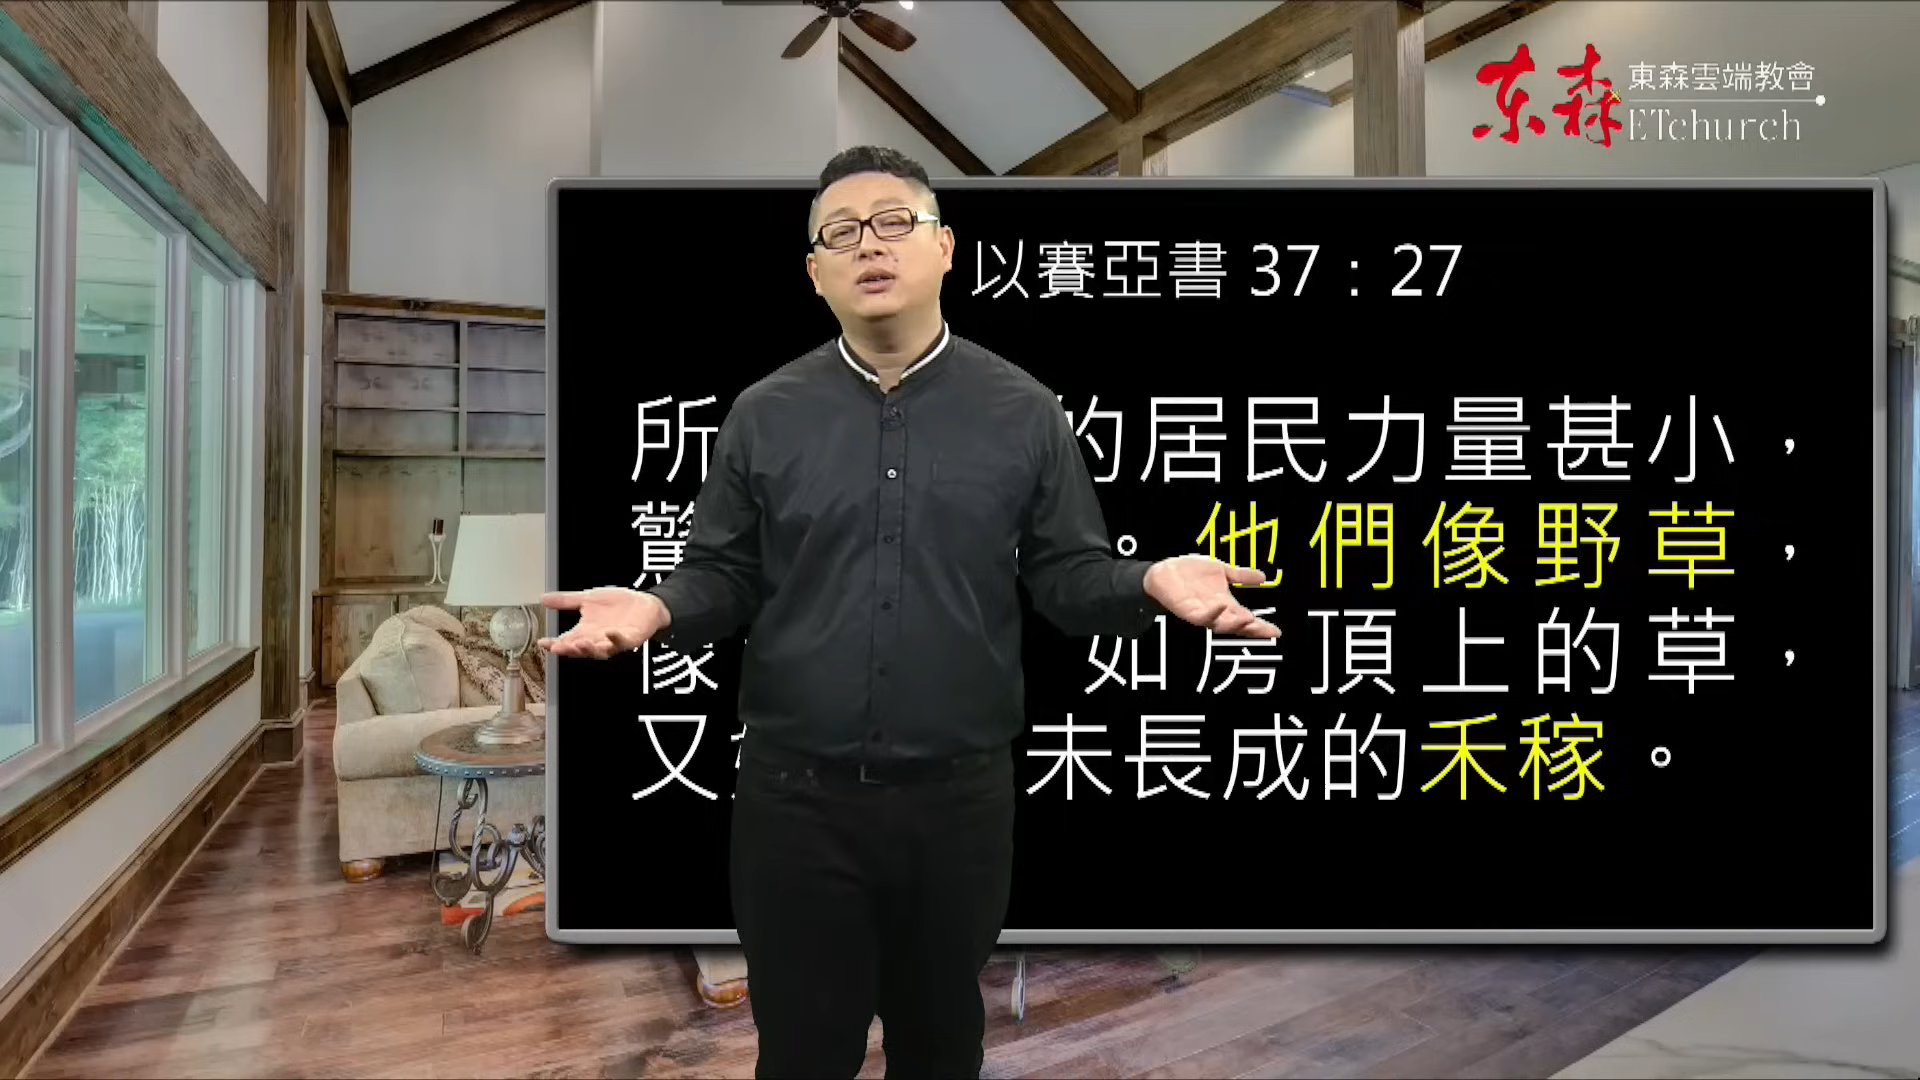 东森
東森雲端教會
ETchurch
以賽亞書 37：27
所 的居民力量甚小，
驚 。他們像野草，
像 如房頂上的草，
又 未長成的禾稼。